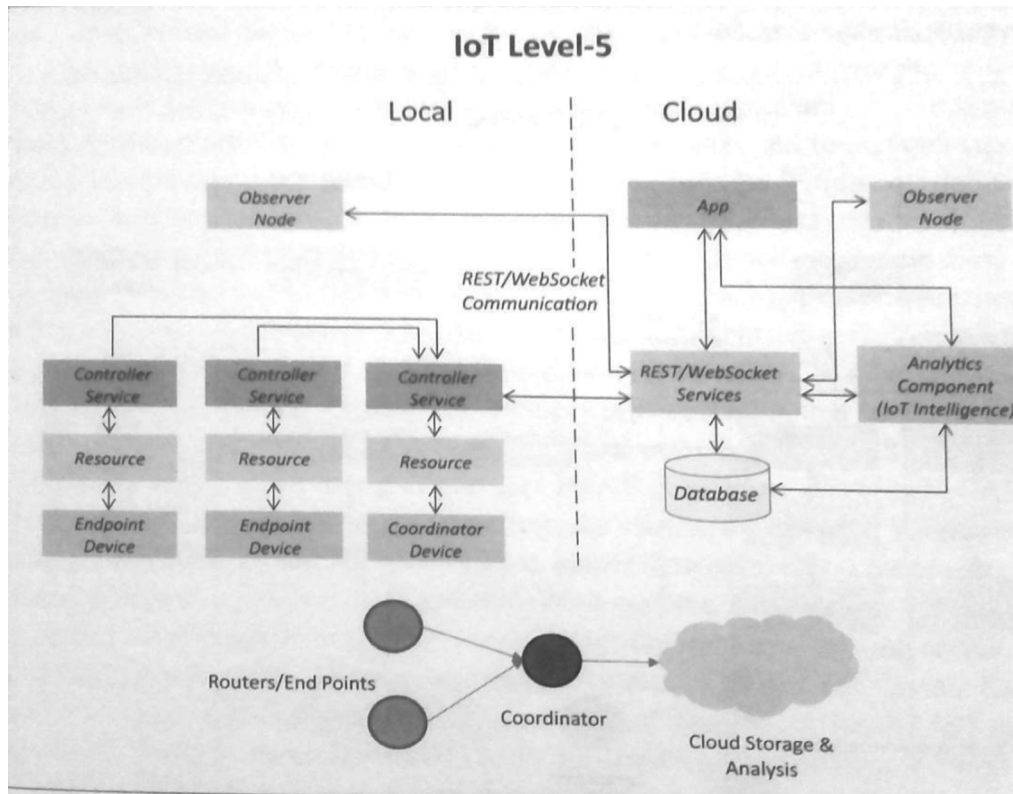 IoT Level-5
Local
Cloud
Observer
Node
App
Observer
Node
REST/WebSocket
Communication
Controller
Service
Controller
Service
Controller
Service
REST/WebSocket
Services
Analytics
Component
(IoT Intelligence)
Resource
Resource
Resource
Database
Endpoint
Device
Endpoint
Device
Coordinator
Device
Routers/End Points
Coordinator
Cloud Storage &
Analysis